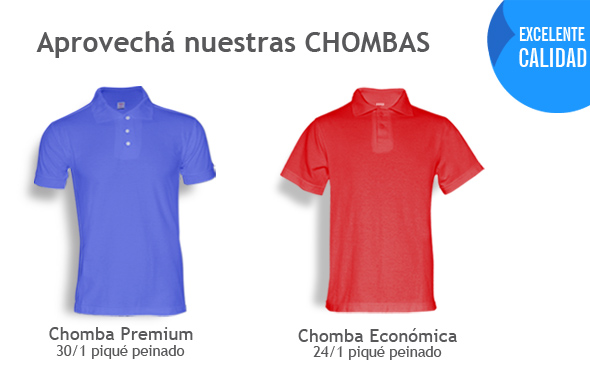 Aprovechá nuestras CHOMBAS
EXCELENTE
CALIDAD
Chomba Premium
30/1 piqué peinado
Chomba Económica
24/1 piqué peinado